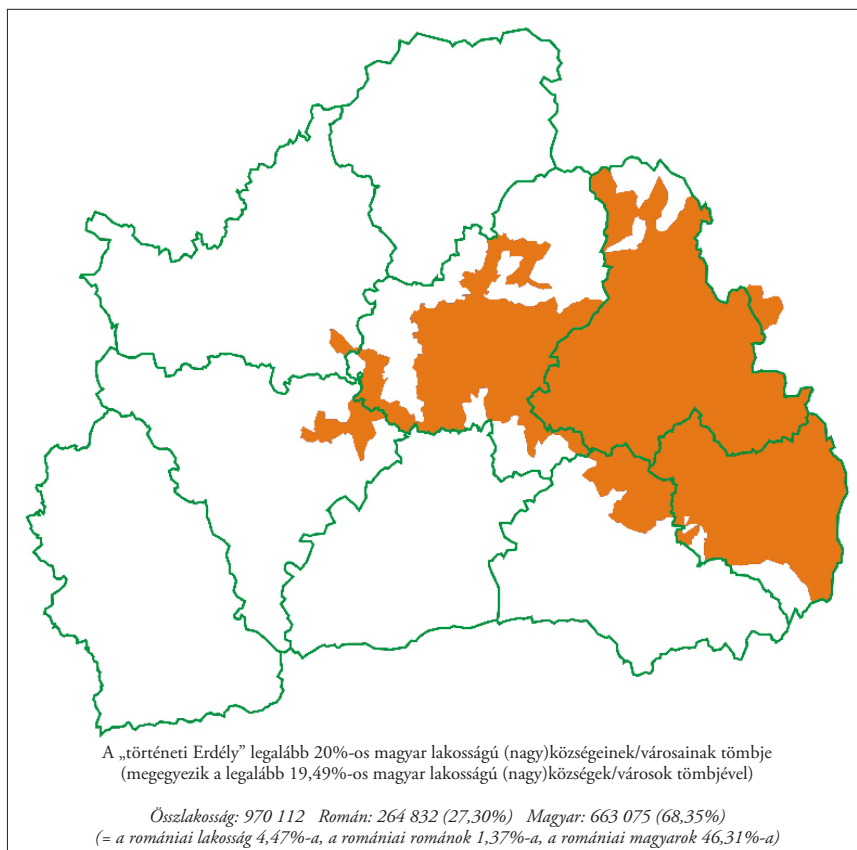 A „történeti Erdély” legalább 20%-os magyar lakosságú (nagy)községeinek/városainak tömbje
(megegyezik a legalább 19,49%-os magyar lakosságú (nagy)községek/városok tömbjével)
Összlakosság: 970 112 Román: 264 832 (27,30%) Magyar: 663 075 (68,35%)
(= a romániai lakosság 4,47%-a, a romániai románok 1,37%-a, a romániai magyarok 46,31%-a)